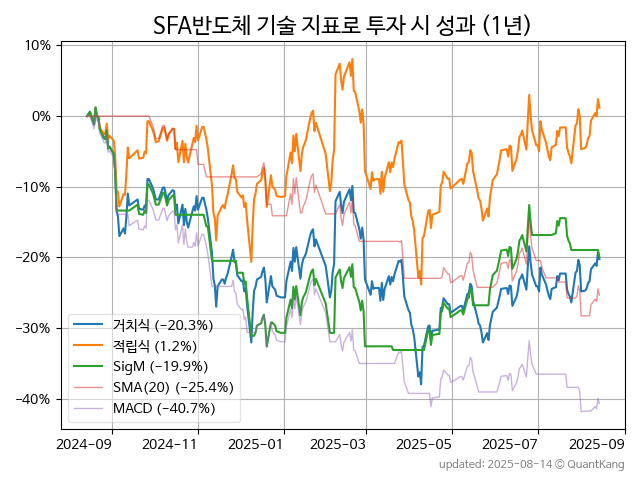 SFA반도체 기술 지표로 투자 시 성과 (1년)
10%
0%
−10%
−20%
−30%
−40%
거치식 (−20.3%)
적립식 (1.2%)
SigM (−19.9%)
SMA(20) (−25.4%)
MACD (−40.7%)
2024-09
2024-11
2025-01
2025-03
2025-05
2025-07
2025-09
updated: 2025-08-14 © QuantKang